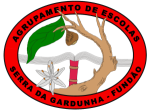 AGRUPAMENTO DE ESCOLAS
SERRA DA GARDUNHA - FUNDÃO